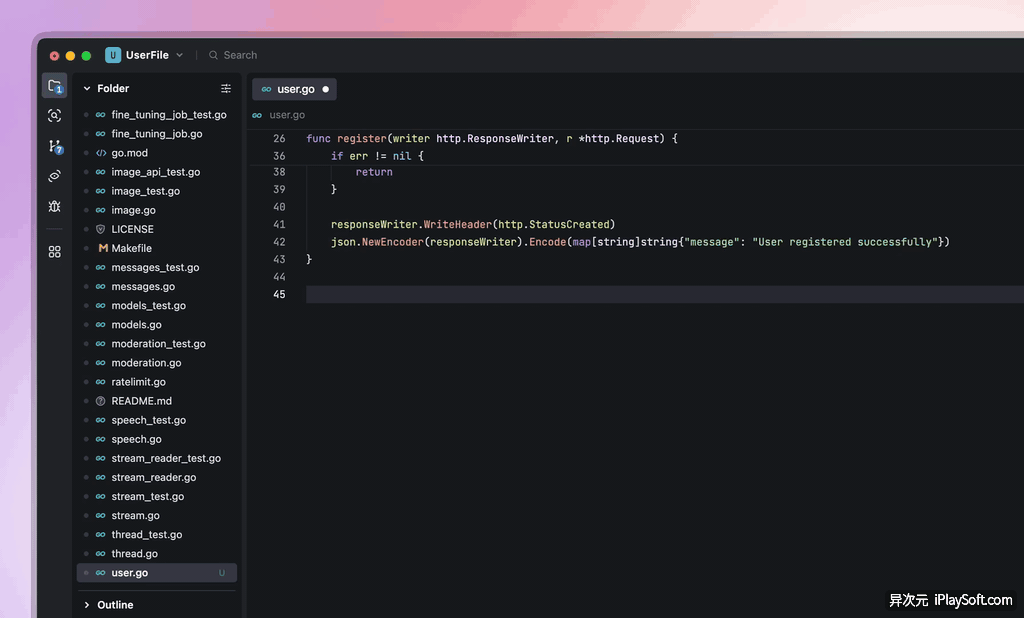 U UserFile
Search
1
7
Folder
fine_tuning_job_test.go
fine_tuning_job.go
go.mod
image_api_test.go
image_test.go
image.go
LICENSE
Makefile
messages_test.go
messages.go
models_test.go
models.go
moderation_test.go
moderation.go
ratelimit.go
README.md
speech_test.go
speech.go
stream_reader_test.go
stream_reader.go
stream_test.go
stream.go
thread_test.go
thread.go
user.go U
Outline
user.go
user.go
26 func register(writer http.ResponseWriter, r *http.Request) {
36 if err != nil {
38 return
39 }
40
41 responseWriter.WriteHeader(http.StatusCreated)
42 json.NewEncoder(responseWriter).Encode(map[string]string{"message": "User registered successfully"})
43 }
44
45
异次元 iPlaySoft.com